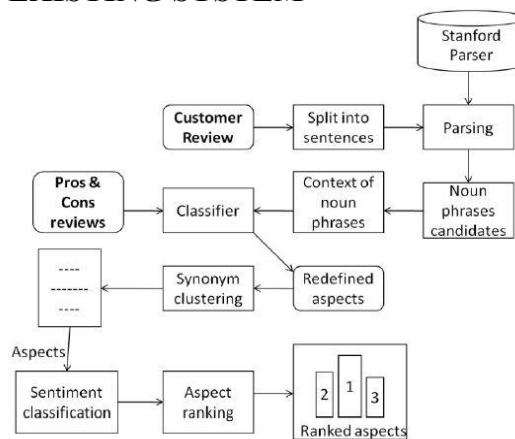 EXISTING SYSTEM
Stanford
Parser
Customer
Review
Split into
sentences
Parsing
Pros &
Cons
reviews
Classifier
Context of
noun
phrases
Noun
phrases
candidates
----
-------
----
Synonym
clustering
Redefined
aspects
Aspects
Sentiment
classification
Aspect
ranking
2
1
3
Ranked aspects